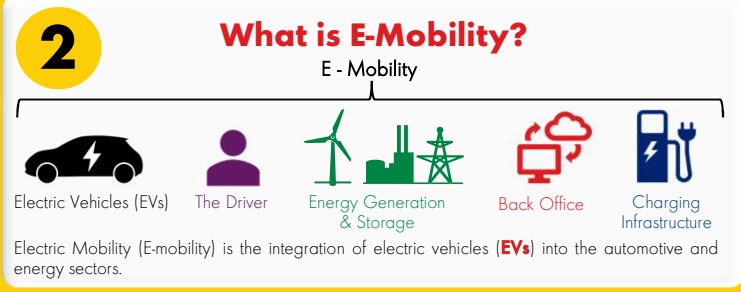 2
What is E-Mobility?
E - Mobility
Electric Vehicles (EVs)
The Driver
Energy Generation
& Storage
Back Office
Charging
Infrastructure
Electric Mobility (E-mobility) is the integration of electric vehicles (EVs) into the automotive and
energy sectors.